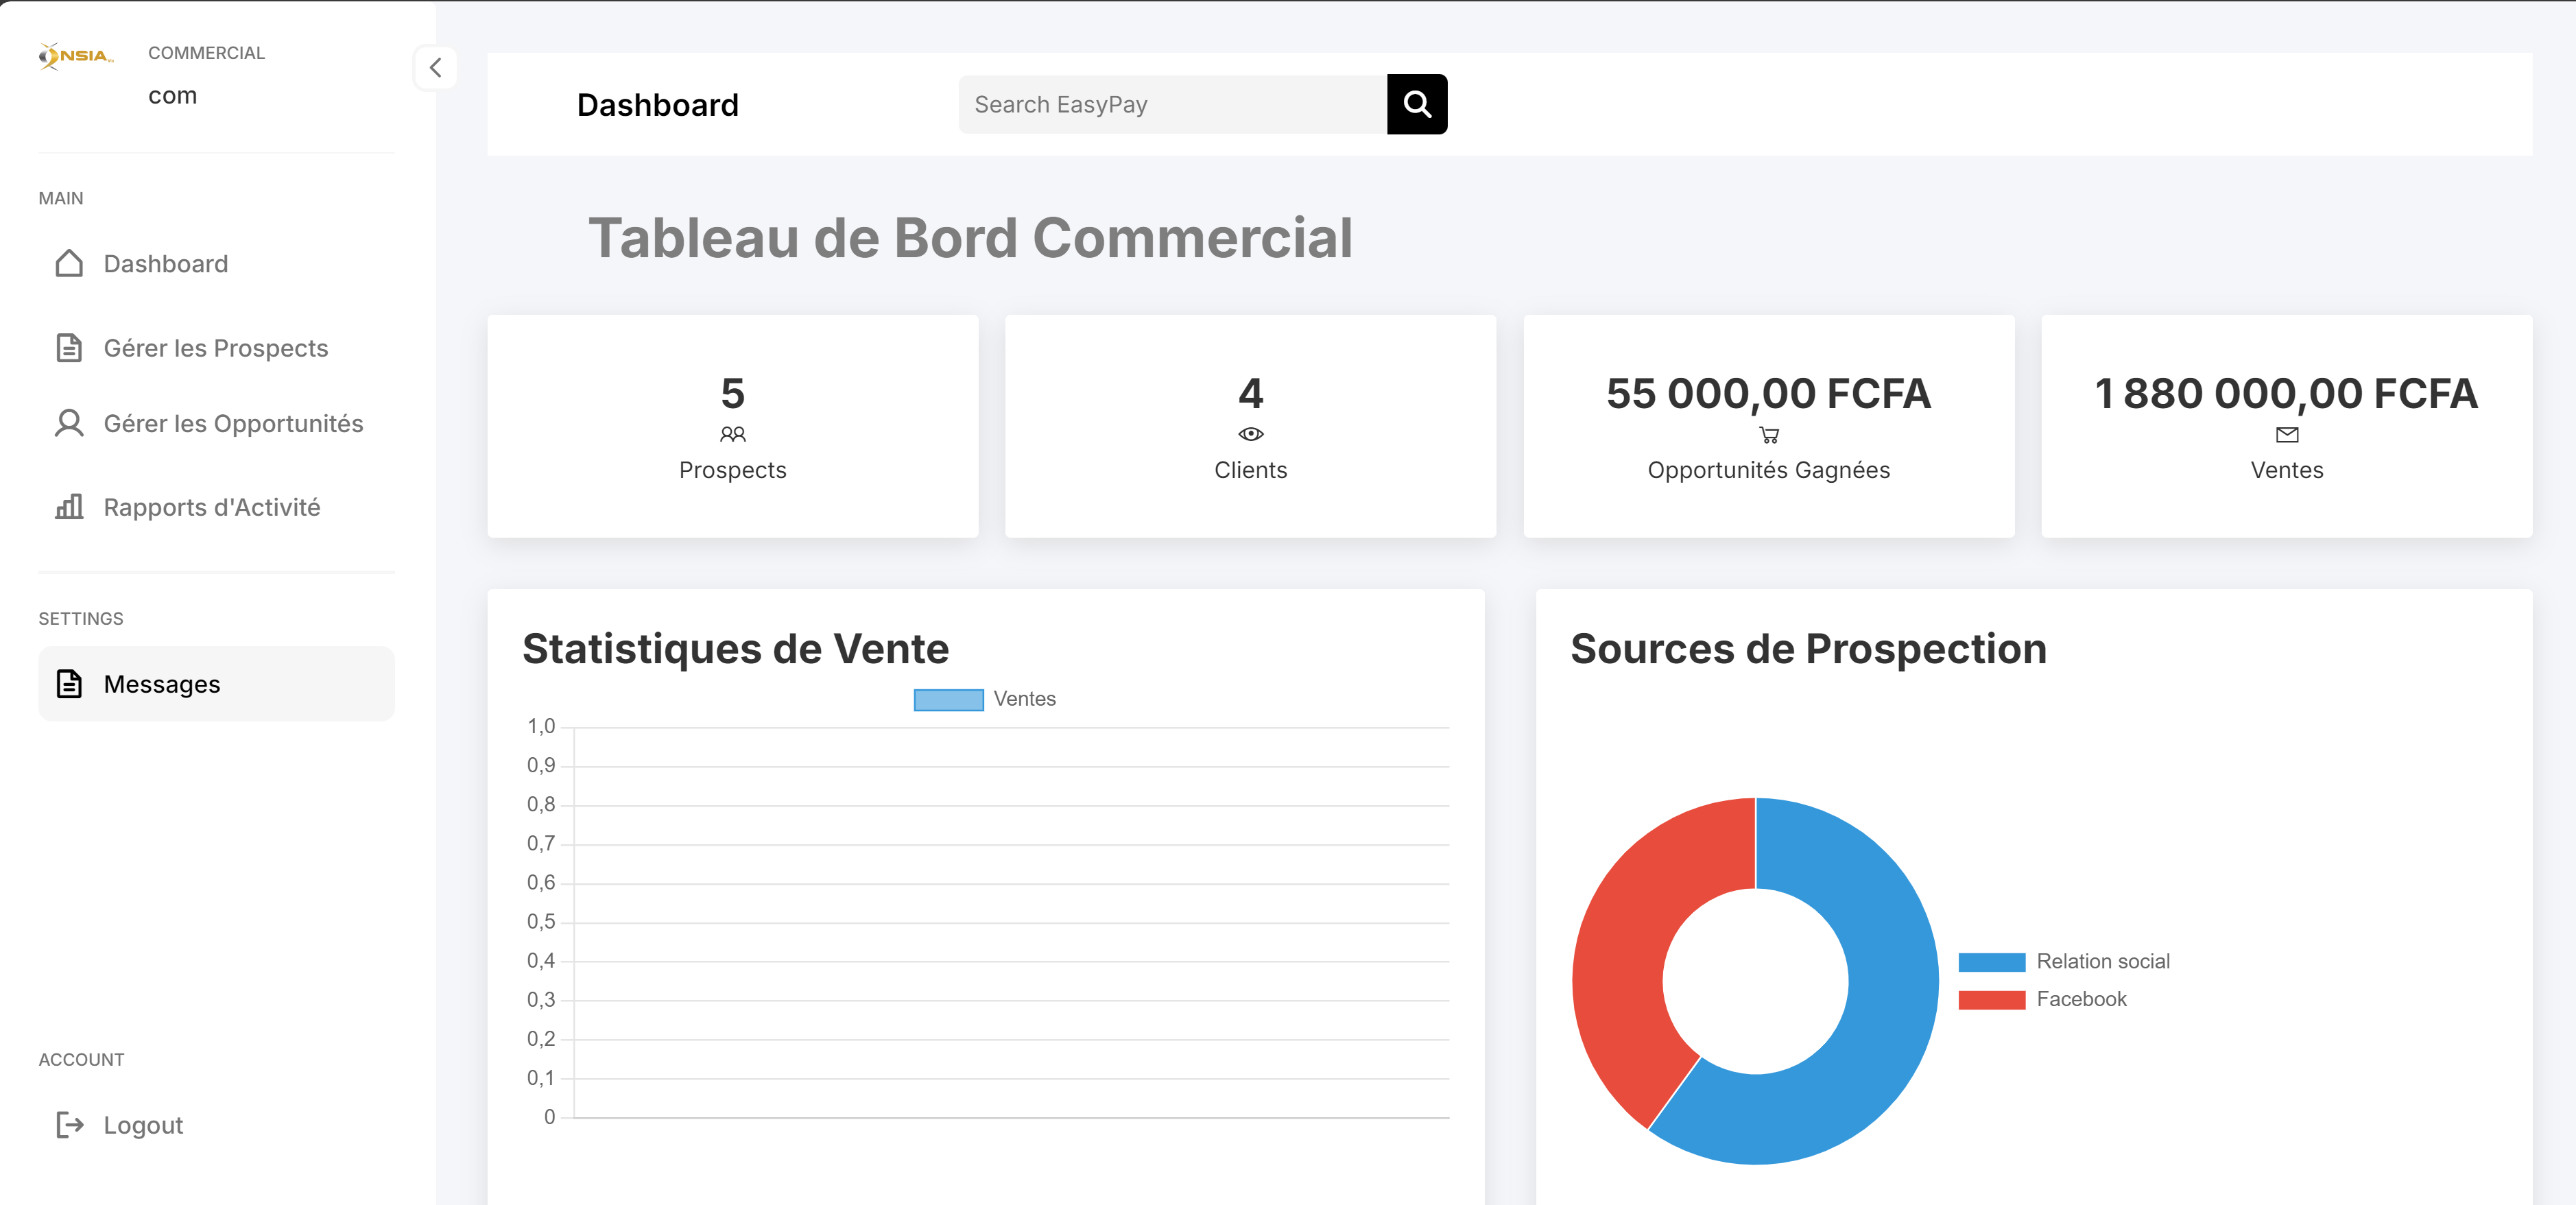 NSIA
COMMERCIAL
com
MAIN
Dashboard
Gérer les Prospects
Gérer les Opportunités
Rapports d'Activité
SETTINGS
Messages
ACCOUNT
Logout
Dashboard
Search EasyPay
Tableau de Bord Commercial
5
Prospects
4
Clients
55 000,00 FCFA
Opportunités Gagnées
1 880 000,00 FCFA
Ventes
Statistiques de Vente
Ventes
1,0
0,9
0,8
0,7
0,6
0,5
0,4
0,3
0,2
0,1
0
Sources de Prospection
Relation social
Facebook